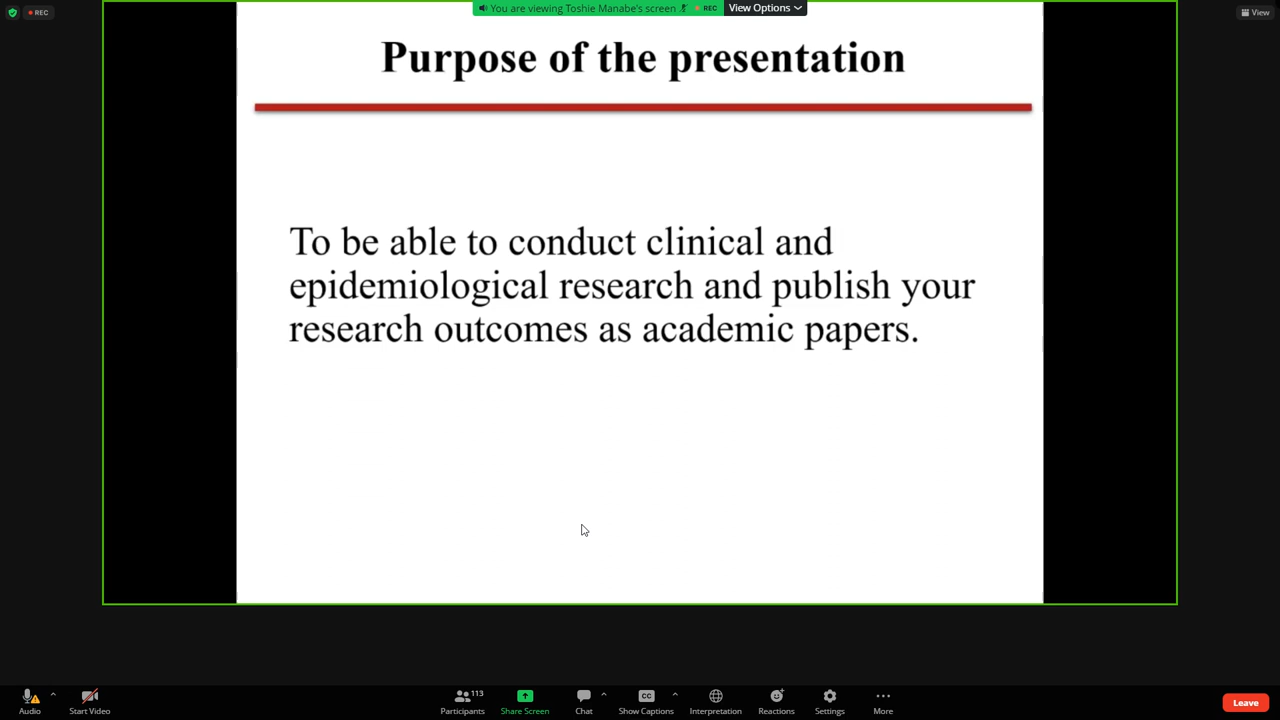 REC
You are viewing Toshie Manabe's screen
REC
View Options
View
Purpose of the presentation
To be able to conduct clinical and
epidemiological research and publish your
research outcomes as academic papers.
Audio
Start Video
113
Participants
Share Screen
Chat
CC
Show Captions
Interpretation
Reactions
Settings
More
Leave